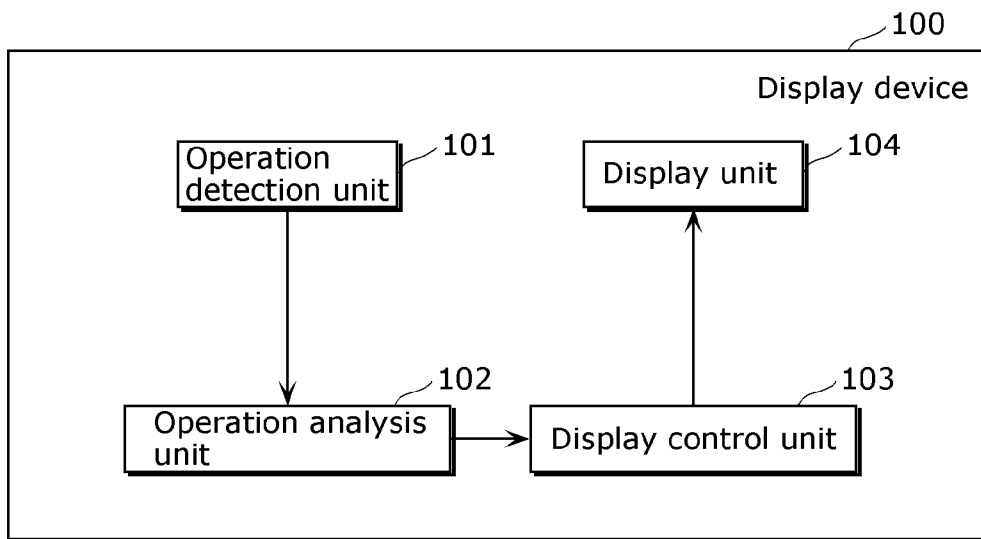 100
Display device
101
Operation
detection unit
104
Display unit
102
Operation analysis
unit
103
Display control unit